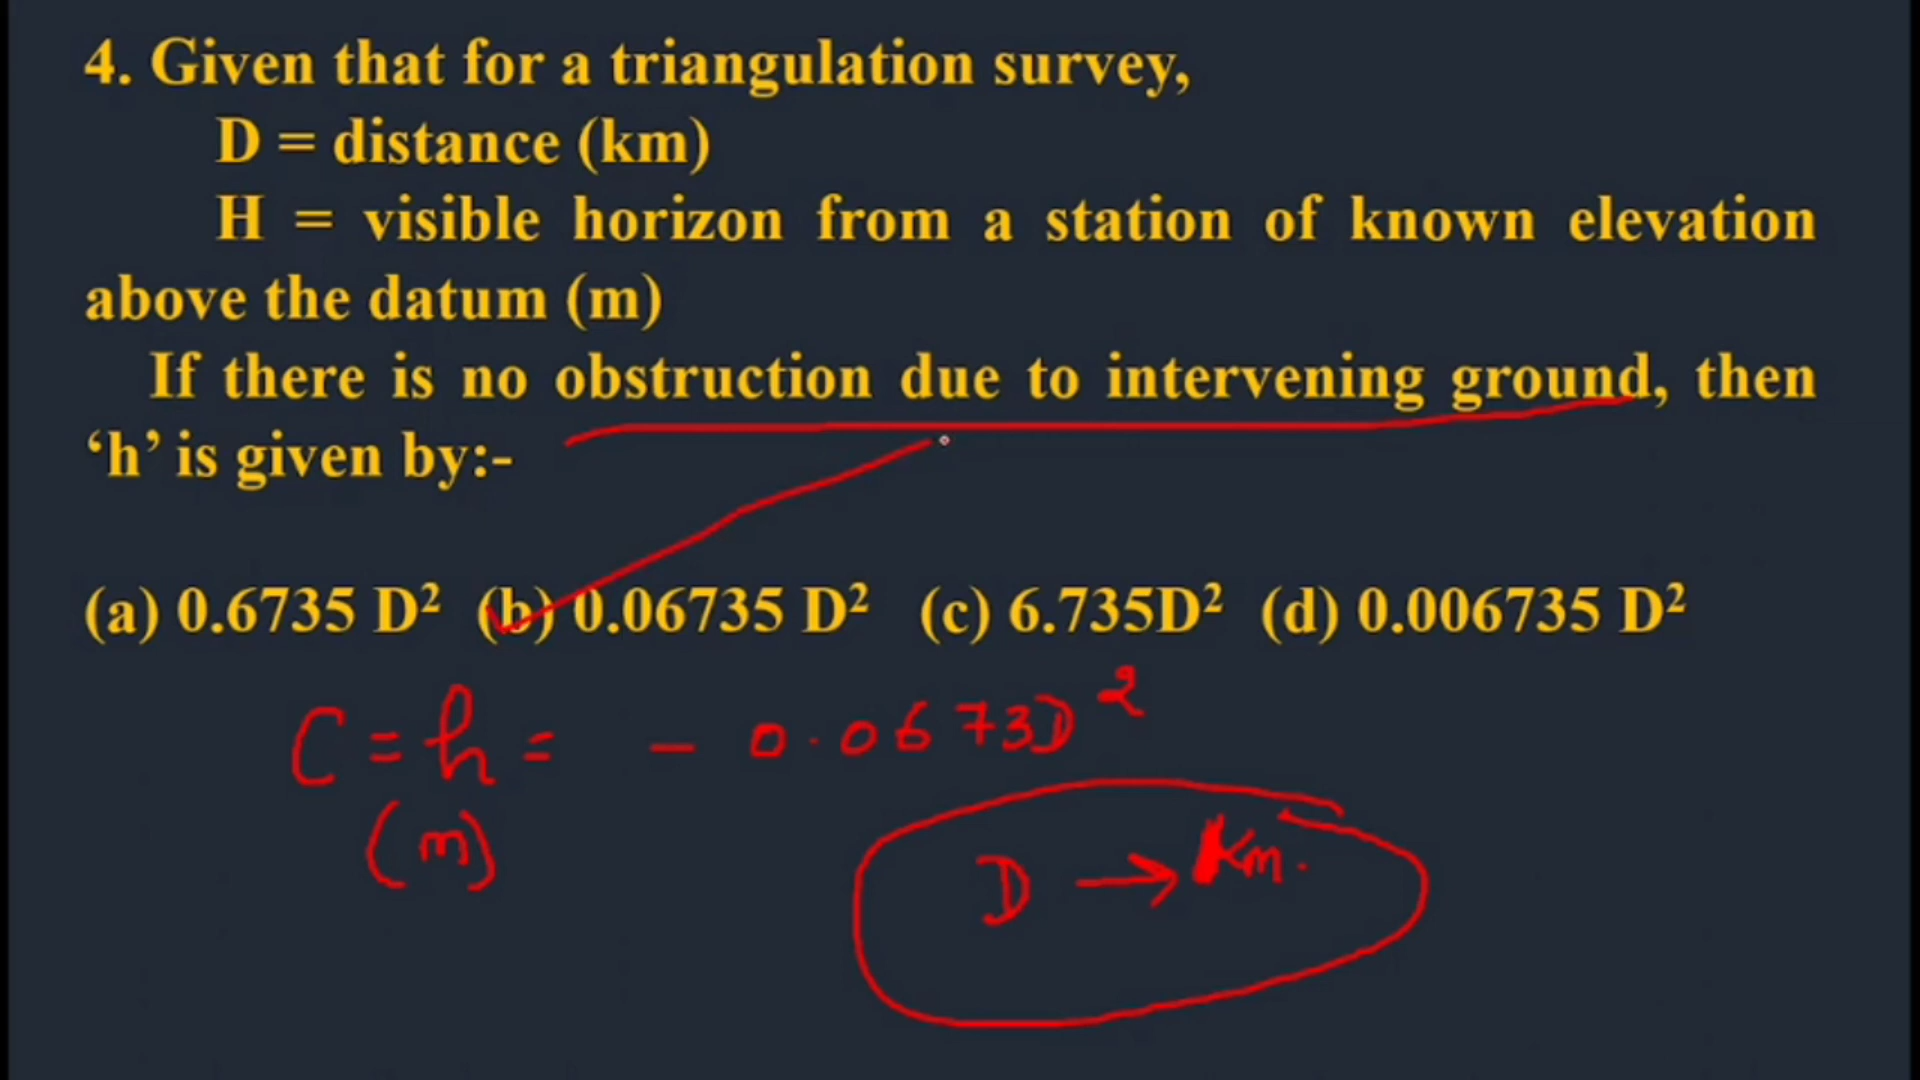 4. Given that for a triangulation survey,
D = distance (km)
H = visible horizon from a station of known elevation
above the datum (m)
If there is no obstruction due to intervening ground, then
‘h’ is given by:-
(a) 0.6735 D² (b) 0.06735 D² (c) 6.735D² (d) 0.006735 D²
C = h = - 0.0673D²
(m)
D → Km.